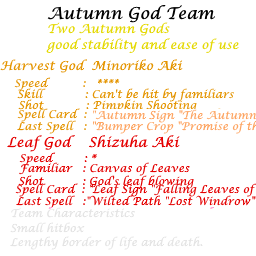 Autumn God Team
Two Autumn Gods
good stability and ease of use
Harvest God Minoriko Aki
Speed : ****
Skill : Can't be hit by familiars
Shot : Pimpkin Shooting
Spell Card : "Autumn Sign "The Autumn
Last Spell : "Bumper Crop "Promise of th
Leaf God Shizuha Aki
Speed : *
Familiar : Canvas of Leaves
Shot : God's leaf blowing
Spell Card : "Leaf Sign "Falling Leaves of
Last Spell :"Wilted Path "Lost Windrow"
Team Characteristics
Small hitbox
Lengthy border of life and death.